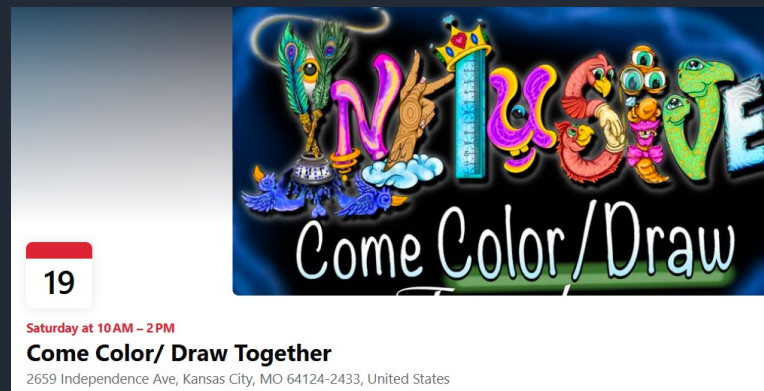 INCLUSIVE
Come Color/Draw
19
Saturday at 10 AM – 2 PM
Come Color/ Draw Together
2659 Independence Ave, Kansas City, MO 64124-2433, United States